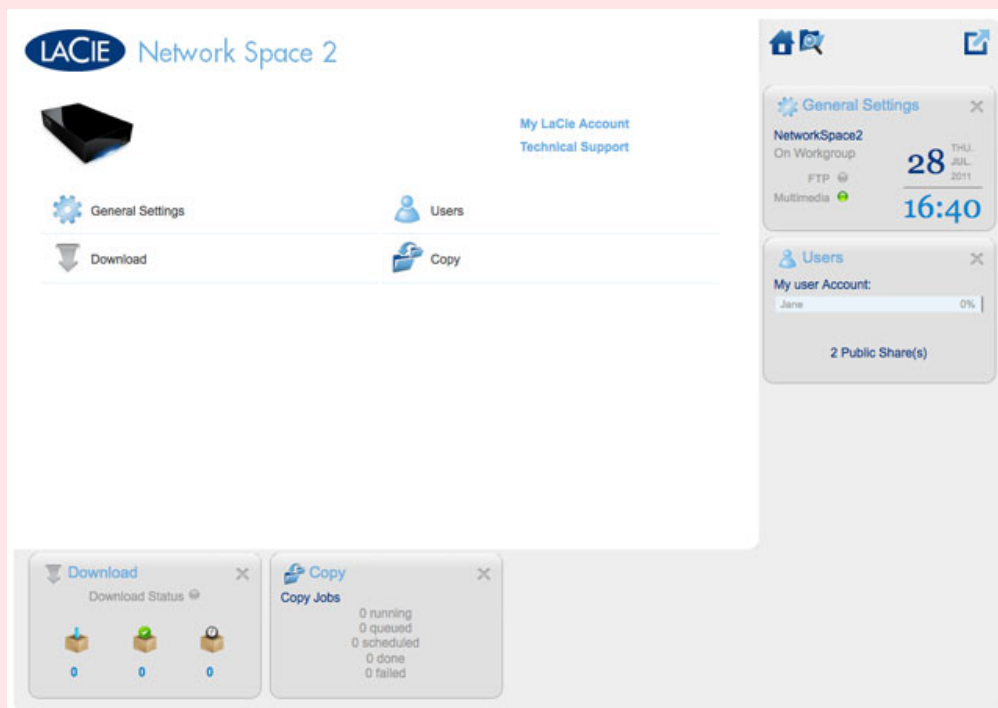 LACIE Network Space 2
My LaCie Account
Technical Support
General Settings
Users
Download
Copy
General Settings
NetworkSpace2
On Workgroup
FTP
Multimedia
28
THU.
JUL.
2011
16:40
Users
My user Account:
Jane 0%
2 Public Share(s)
Download
Download Status
0 0 0
Copy
Copy Jobs
0 running
0 queued
0 scheduled
0 done
0 failed